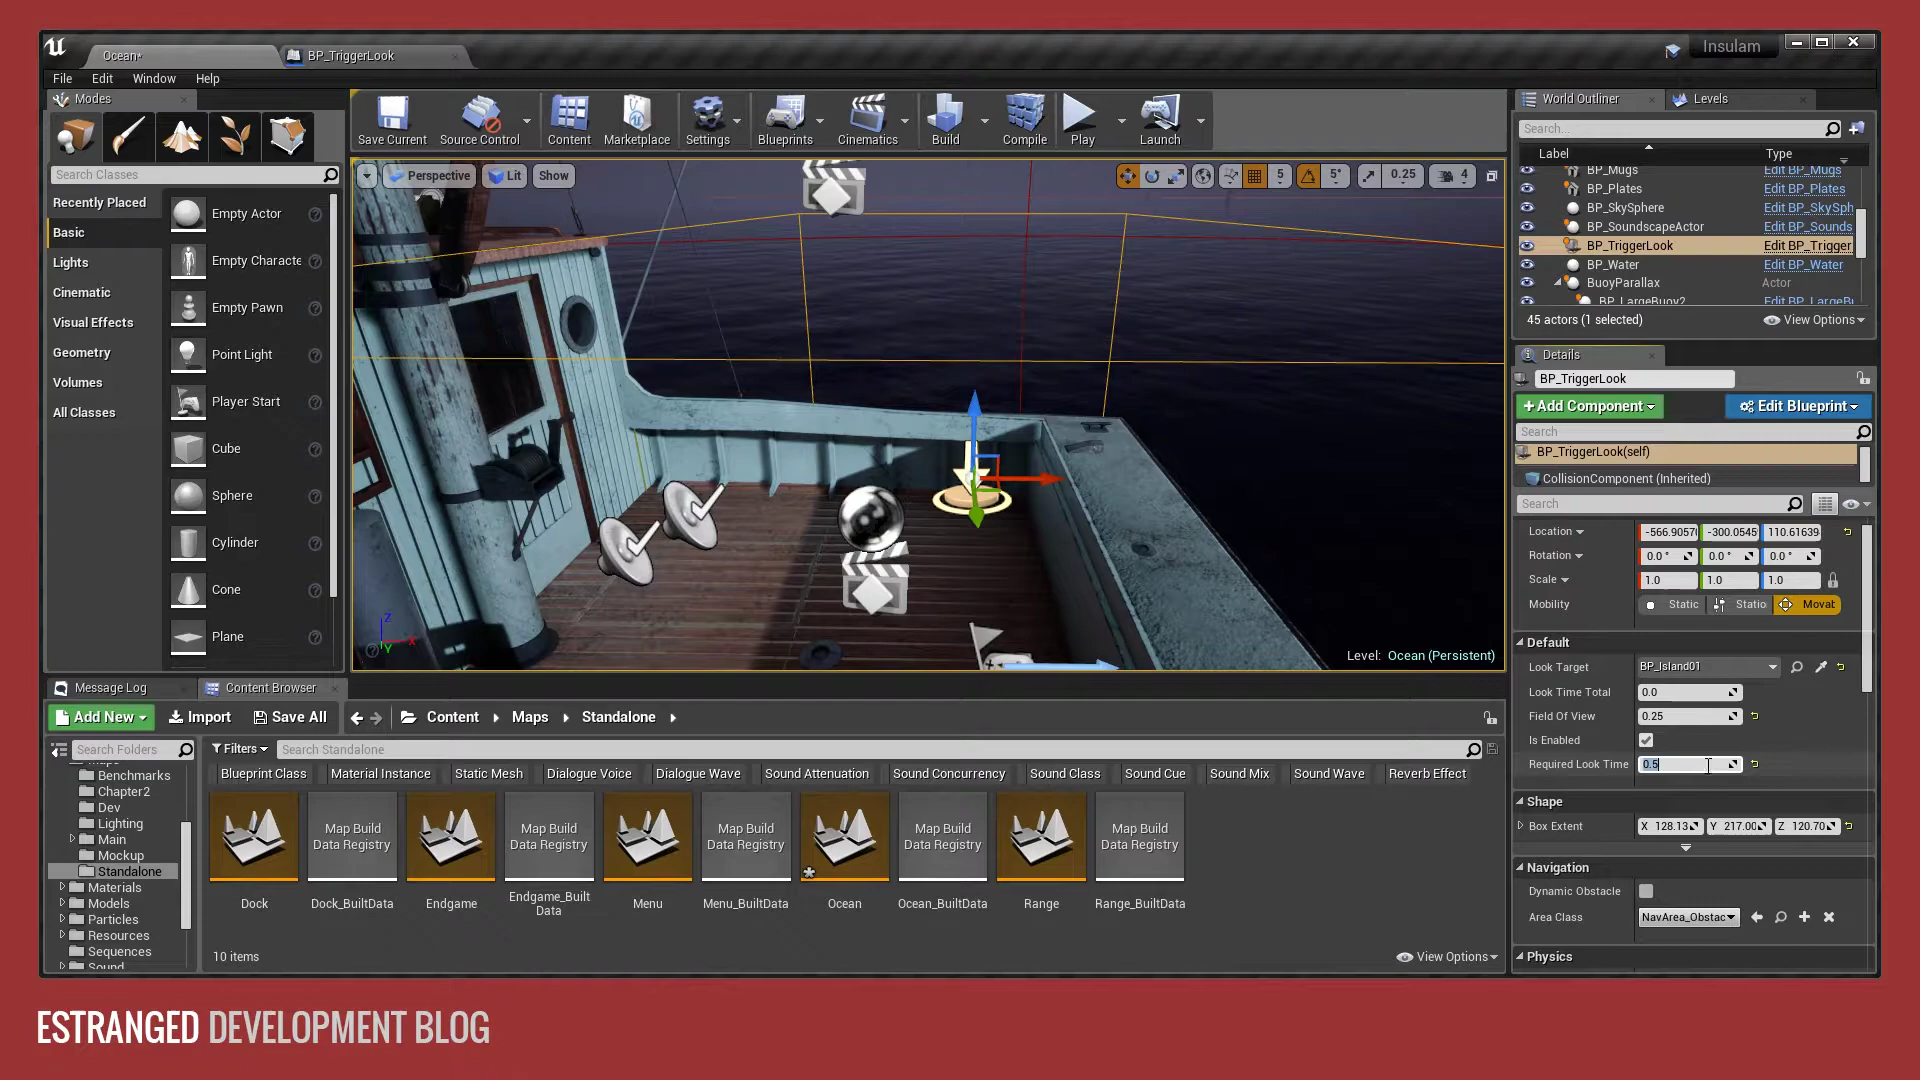 Ocean*
BP_TriggerLook
Insulam
File Edit Window Help
Modes
Search Classes
Recently Placed
Basic
Lights
Cinematic
Visual Effects
Geometry
Volumes
All Classes
Empty Actor
Empty Characte
Empty Pawn
Point Light
Player Start
Cube
Sphere
Cylinder
Cone
Plane
Save Current
Source Control
Content
Marketplace
Settings
Blueprints
Cinematics
Build
Compile
Play
Launch
Perspective
Lit
Show
5
5°
0.25
4
Z
X
Y
Level: Ocean (Persistent)
World Outliner
Levels
Search...
Label Type
BP_Mugs Edit BP_Mugs
BP_Plates Edit BP_Plates
BP_SkySphere Edit BP_SkySph
BP_SoundscapeActor Edit BP_Sounds
BP_TriggerLook Edit BP_Trigger
BP_Water Edit BP_Water
BuoyParallax Actor
BP_LargeBuoy2 Edit BP_LargeBu
45 actors (1 selected)
View Options
Details
BP_TriggerLook
+Add Component
Edit Blueprint
Search
BP_TriggerLook(self)
CollisionComponent (Inherited)
Search
Location -566.9057 -300.0545 110.61639
Rotation 0.0 ° 0.0 ° 0.0 °
Scale 1.0 1.0 1.0
Mobility Static Statio Movab
Default
Look Target BP_Island01
Look Time Total 0.0
Field Of View 0.25
Is Enabled
Required Look Time 0.5
Shape
Box Extent X 128.13 Y 217.00 Z 120.70
Navigation
Dynamic Obstacle
Area Class NavArea_Obstac
Physics
Message Log
Content Browser
Add New
Import
Save All
Content
Maps
Standalone
Search Folders
Filters
Search Standalone
Maps
Benchmarks
Chapter2
Dev
Lighting
Main
Mockup
Standalone
Materials
Models
Particles
Resources
Sequences
Sound
Blueprint Class
Material Instance
Static Mesh
Dialogue Voice
Dialogue Wave
Sound Attenuation
Sound Concurrency
Sound Class
Sound Cue
Sound Mix
Sound Wave
Reverb Effect
Map Build
Data Registry
Map Build
Data Registry
Map Build
Data Registry
Map Build
Data Registry
Map Build
Data Registry
Dock
Dock_BuiltData
Endgame
Endgame_Built
Data
Menu
Menu_BuiltData
Ocean
Ocean_BuiltData
Range
Range_BuiltData
10 items
View Options
ESTRANGED DEVELOPMENT BLOG